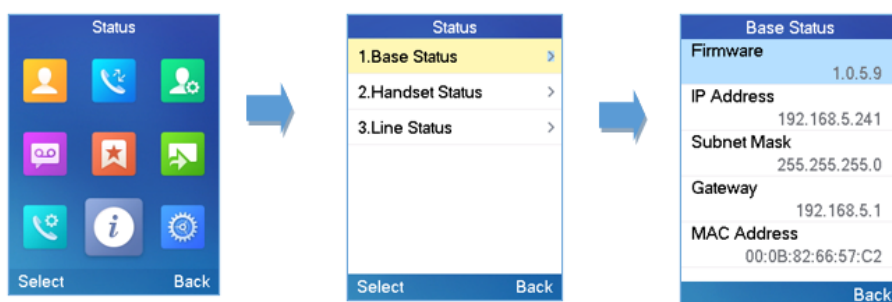 Status
Select Back
Status
1.Base Status
2.Handset Status
3.Line Status
Select Back
Base Status
Firmware
1.0.5.9
IP Address
192.168.5.241
Subnet Mask
255.255.255.0
Gateway
192.168.5.1
MAC Address
00:0B:82:66:57:C2
Back